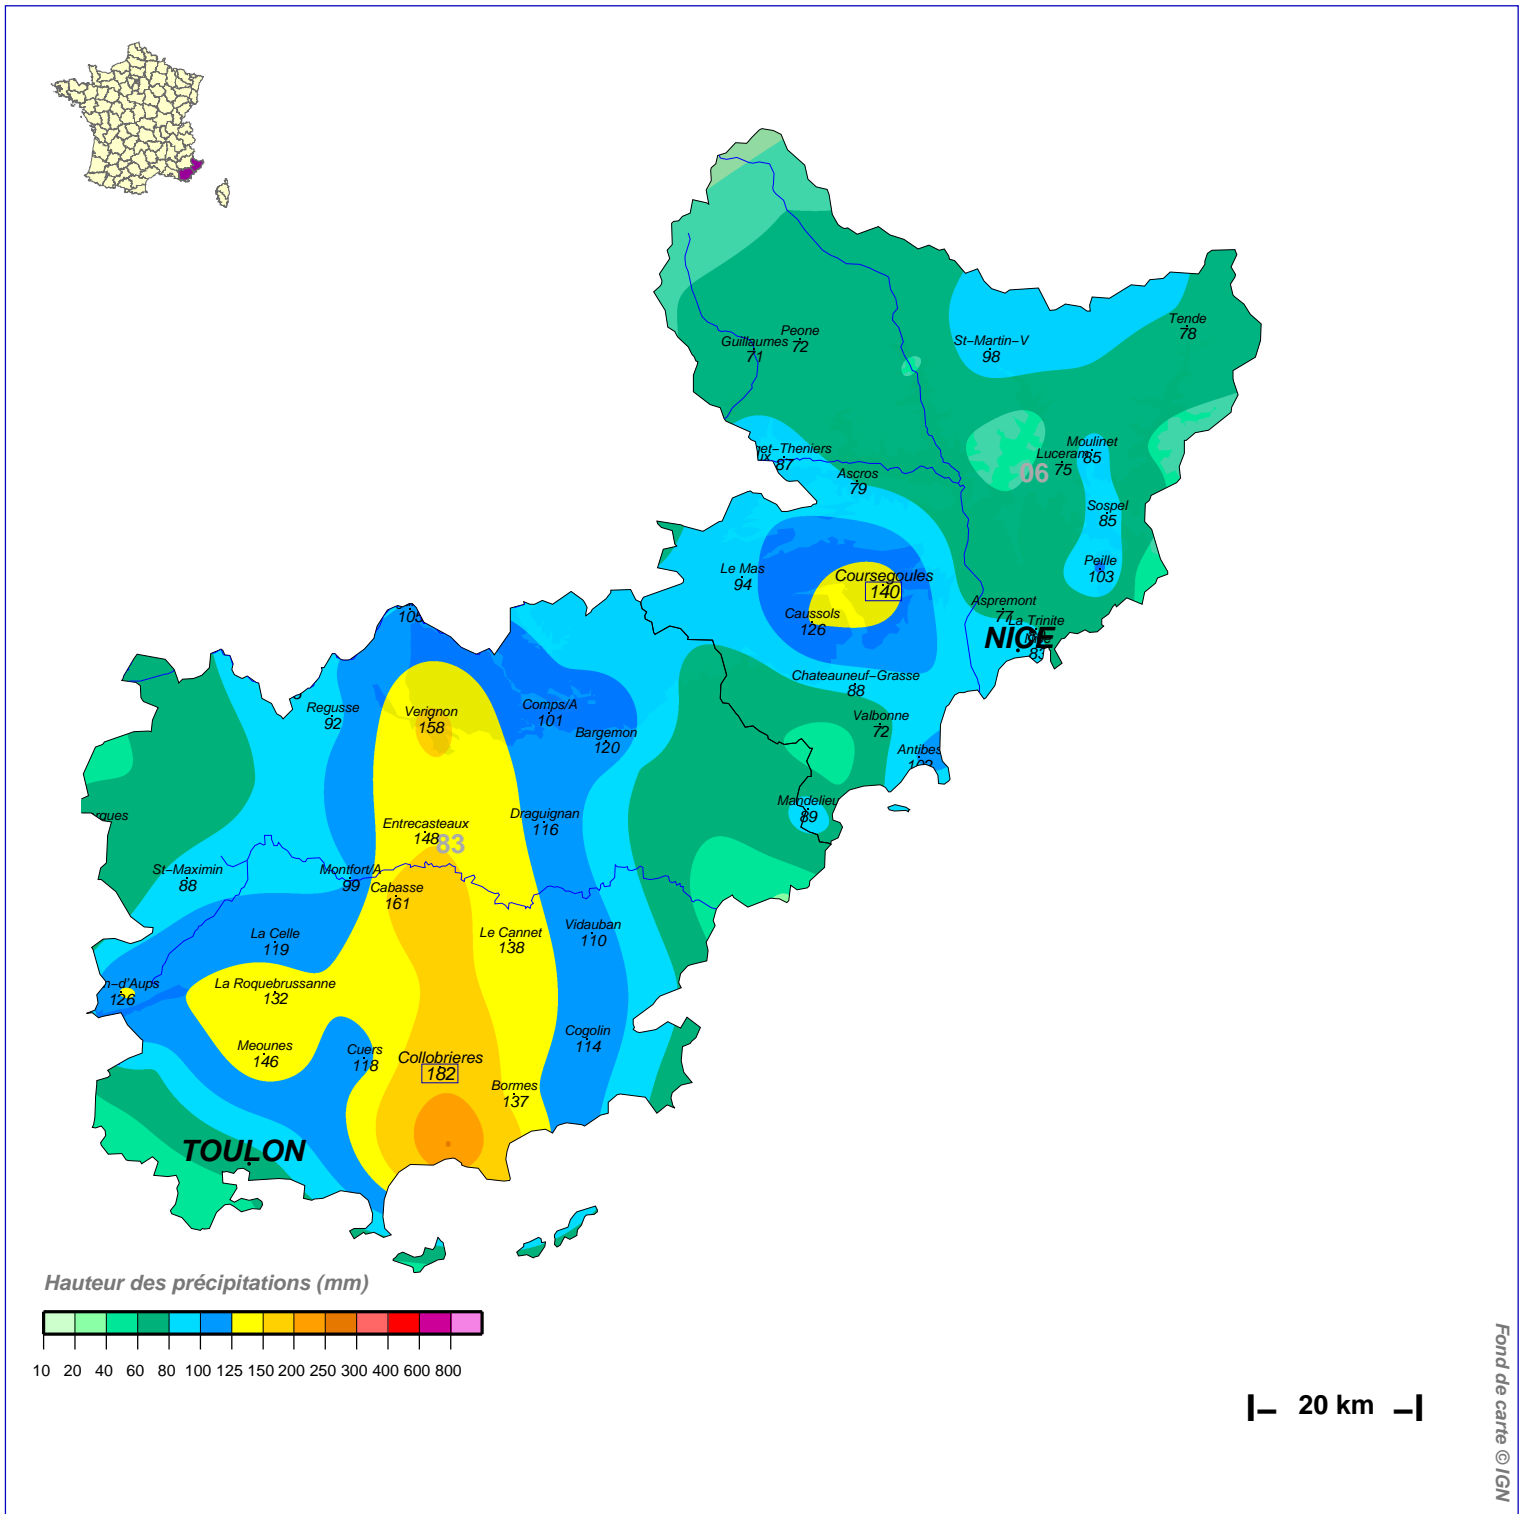 Peone
72
Guillaumes
71
St-Martin-V
98
Tende
78
Moulinet
85
Luceram
75
06
get-Theniers
87
Ascros
79
Sospel
85
Peille
103
Le Mas
94
Coursegoules
140
Caussols
126
Aspremont
77
La Trinite
NICE
Chateauneuf-Grasse
88
Valbonne
72
Antibes
Mandelieu
89
105
Regusse
92
Verignon
158
Comps/A
101
Bargemon
120
Entrecasteaux
148
83
Draguignan
116
St-Maximin
88
Montfort/A
99
Cabasse
161
La Celle
119
Le Cannet
138
Vidauban
110
n-d'Aups
126
La Roquebrussanne
132
Meounes
146
Cuers
118
Collobrieres
182
Cogolin
114
Bormes
137
TOULON
Hauteur des précipitations (mm)
10 20 40 60 80 100 125 150 200 250 300 400 600 800
20 km
Fond de carte © IGN